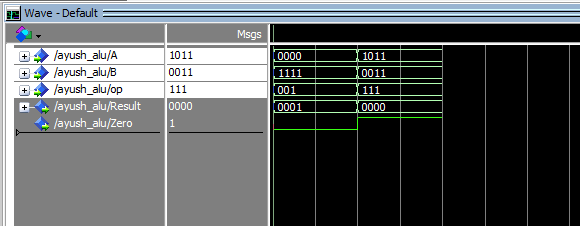 Wave - Default
Msgs
/ayush_alu/A 1011 0000 1011
/ayush_alu/B 0011 1111 0011
/ayush_alu/op 111 001 111
/ayush_alu/Result 0000 0001 0000
/ayush_alu/Zero 1